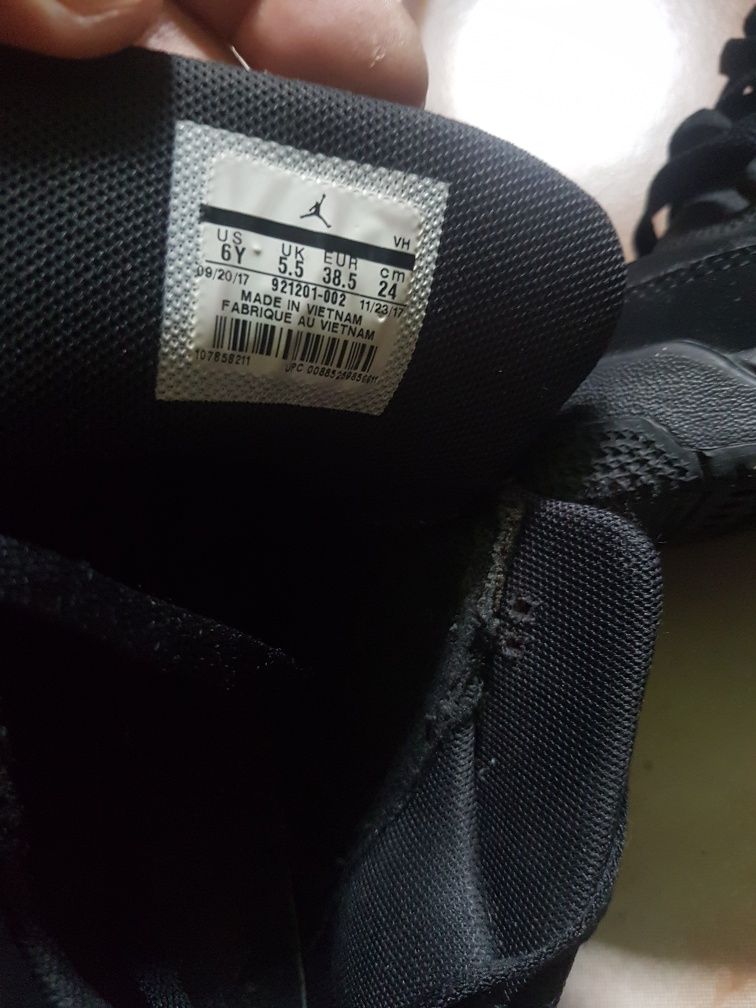 VH
US UK EUR cm
6Y 5.5 38.5 24
09/20/17 921201-002 11/23/17
MADE IN VIETNAM
FABRIQUE AU VIETNAM
107858211
UPC